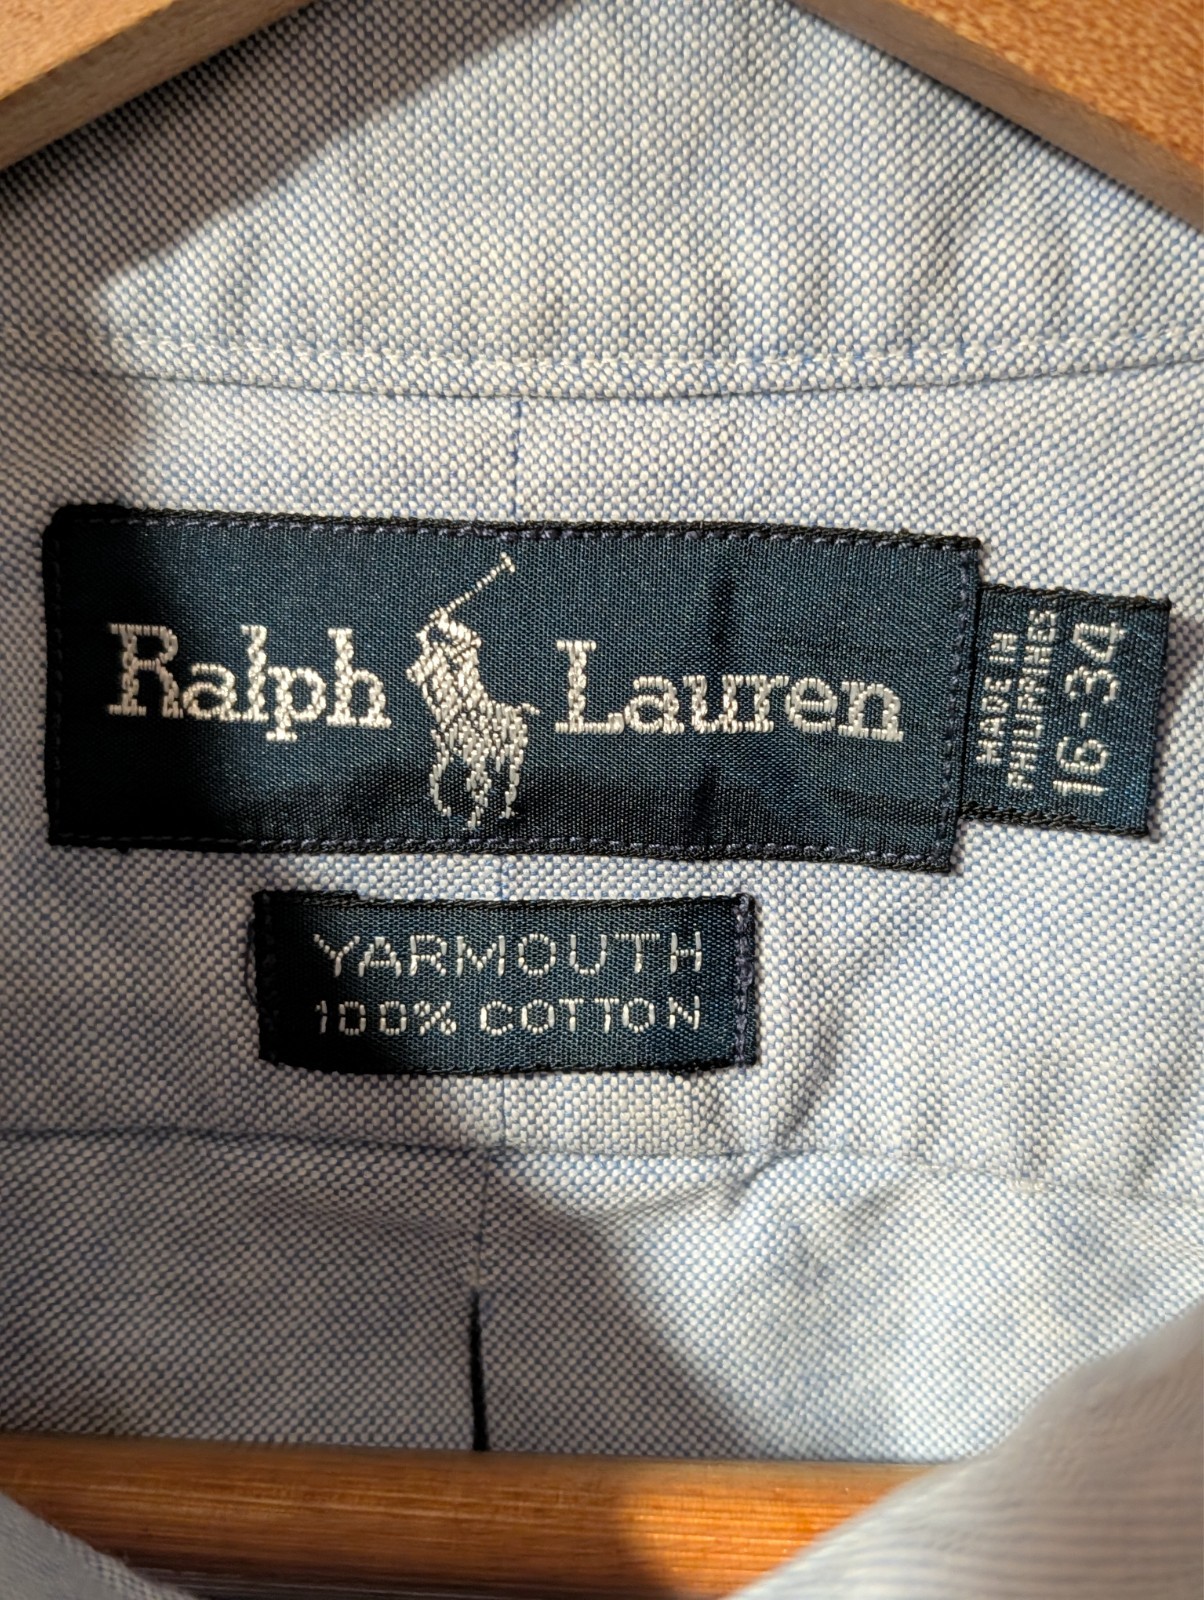 Ralph Lauren
MADE IN
PHILIPPINES
16-34
YARMOUTH
100% COTTON